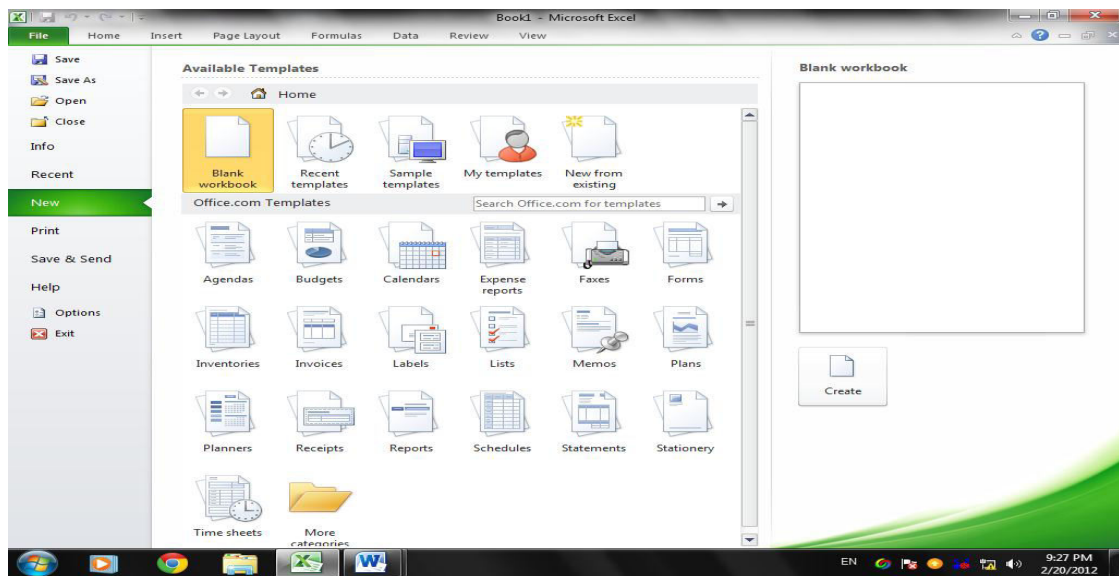 Book1 - Microsoft Excel
File Home Insert Page Layout Formulas Data Review View
Save
Save As
Open
Close
Info
Recent
New
Print
Save & Send
Help
Options
Exit
Available Templates
Home
Blank workbook
Recent templates
Sample templates
My templates
New from existing
Office.com Templates
Search Office.com for templates
Agendas
Budgets
Calendars
Expense reports
Faxes
Forms
Inventories
Invoices
Labels
Lists
Memos
Plans
Planners
Receipts
Reports
Schedules
Statements
Stationery
Time sheets
More categories
Blank workbook
Create
EN
9:27 PM
2/20/2012